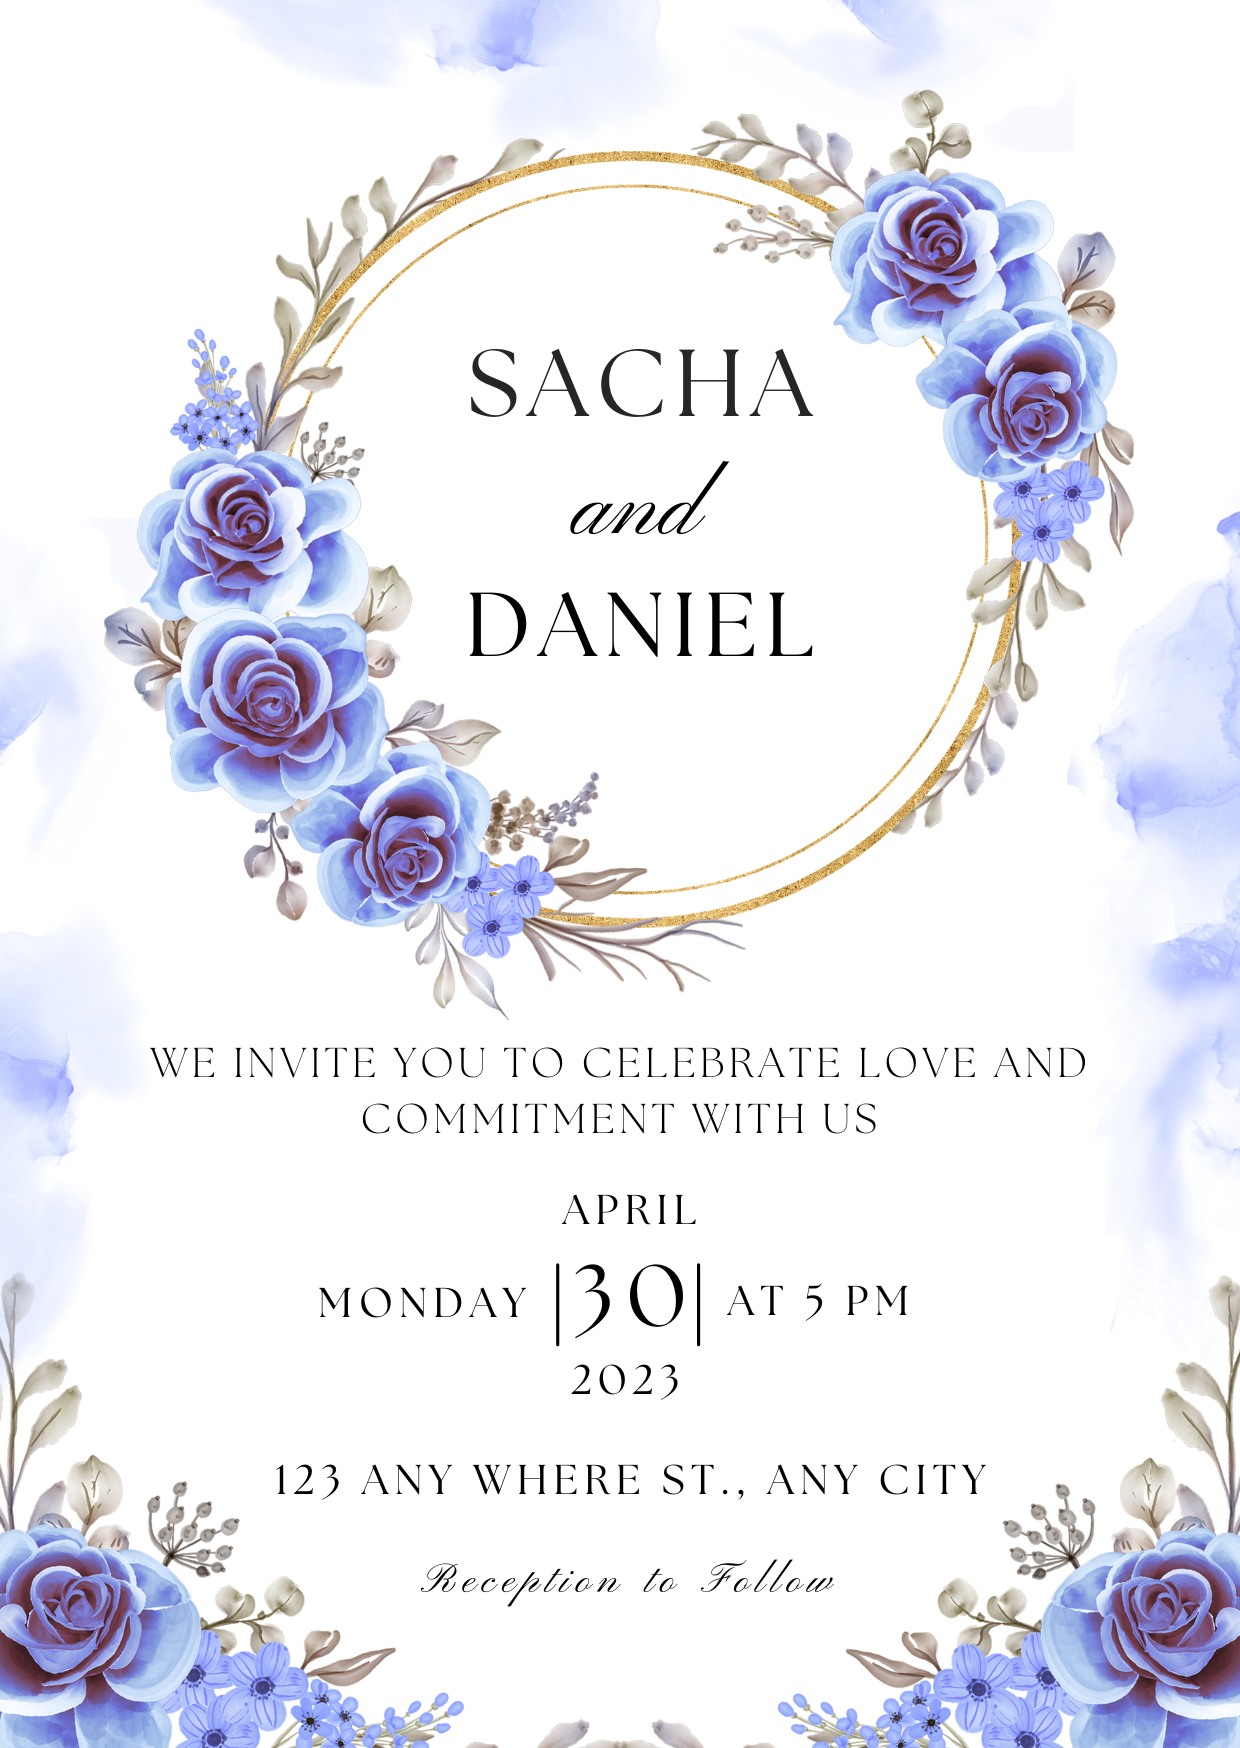 SACHA
and
DANIEL
WE INVITE YOU TO CELEBRATE LOVE AND
COMMITMENT WITH US
APRIL
MONDAY |30| AT 5 PM
2023
123 ANY WHERE ST., ANY CITY
Reception to Follow